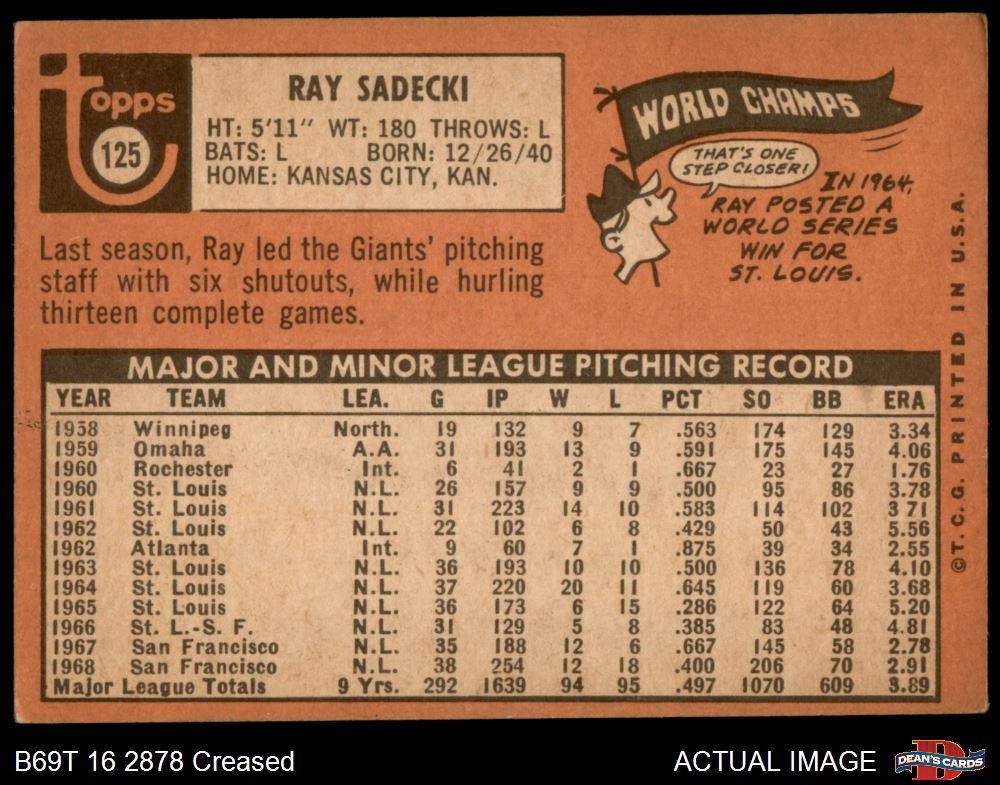 Topps
125
RAY SADECKI
HT: 5'11" WT: 180 THROWS: L
BATS: L BORN: 12/26/40
HOME: KANSAS CITY, KAN.
WORLD CHAMPS
THAT'S ONE
STEP CLOSER!
IN 1964,
RAY POSTED A
WORLD SERIES
WIN FOR
ST. LOUIS.
Last season, Ray led the Giants' pitching
staff with six shutouts, while hurling
thirteen complete games.
MAJOR AND MINOR LEAGUE PITCHING RECORD
YEAR TEAM LEA. G IP W L PCT SO BB ERA
1958 Winnipeg North. 19 132 9 7 .563 174 129 3.34
1959 Omaha A.A. 31 193 13 9 .591 175 145 4.06
1960 Rochester Int. 6 41 2 1 .667 23 27 1.76
1960 St. Louis N.L. 26 157 9 9 .500 95 86 3.78
1961 St. Louis N.L. 31 223 14 10 .583 114 102 3.71
1962 St. Louis N.L. 22 102 6 8 .429 50 43 5.56
1962 Atlanta Int. 9 60 7 1 .875 39 34 2.55
1963 St. Louis N.L. 36 193 10 10 .500 136 78 4.10
1964 St. Louis N.L. 37 220 20 11 .645 119 60 3.68
1965 St. Louis N.L. 36 173 6 15 .286 122 64 5.20
1966 St. L.-S. F. N.L. 31 129 5 8 .385 83 48 4.81
1967 San Francisco N.L. 35 188 12 6 .667 145 58 2.78
1968 San Francisco N.L. 38 254 12 18 .400 206 70 2.91
Major League Totals 9 Yrs. 292 1639 94 95 .497 1070 609 3.89
©T. C. G. PRINTED IN U.S.A.
B69T 16 2878 Creased
ACTUAL IMAGE
D
DEAN'S CARDS